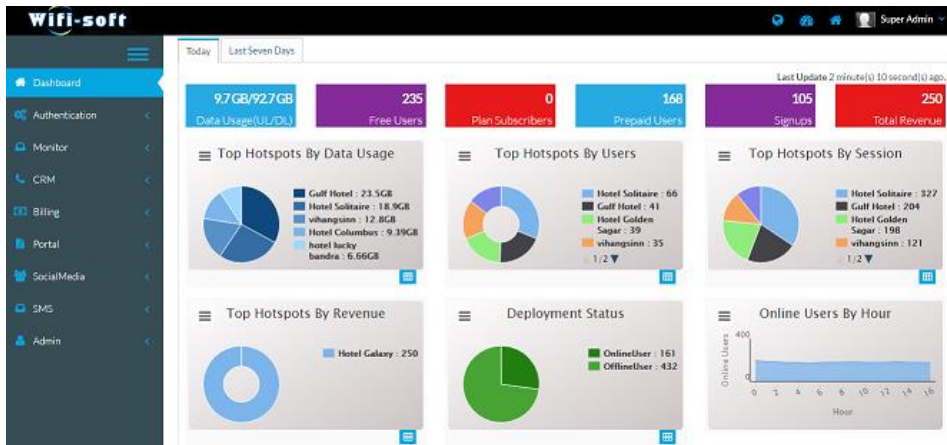 Wifi-soft
Super Admin
Today
Last Seven Days
Dashboard
Authentication
Monitor
CRM
Billing
Portal
SocialMedia
SMS
Admin
Last Update 2 minute(s) 10 second(s) ago.
9.7 GB/92.7 GB
Data Usage(UL/DL)
235
Free Users
0
Plan Subscribers
168
Prepaid Users
105
Signups
250
Total Revenue
Top Hotspots By Data Usage
Gulf Hotel : 23.5GB
Hotel Solitaire : 18.9GB
vihangsinn : 12.8GB
Hotel Columbus : 9.39GB
hotel lucky
bandra : 6.66GB
Top Hotspots By Users
Hotel Solitaire : 66
Gulf Hotel : 41
Hotel Golden
Sagar : 39
vihangsinn : 35
1/2
Top Hotspots By Session
Hotel Solitaire : 327
Gulf Hotel : 204
Hotel Golden
Sagar : 198
vihangsinn : 121
1/2
Top Hotspots By Revenue
Hotel Galaxy : 250
Deployment Status
OnlineUser : 161
OfflineUser : 432
Online Users By Hour
Online Users
400
0
0 2 4 6 8 10 12 14 16
Hour